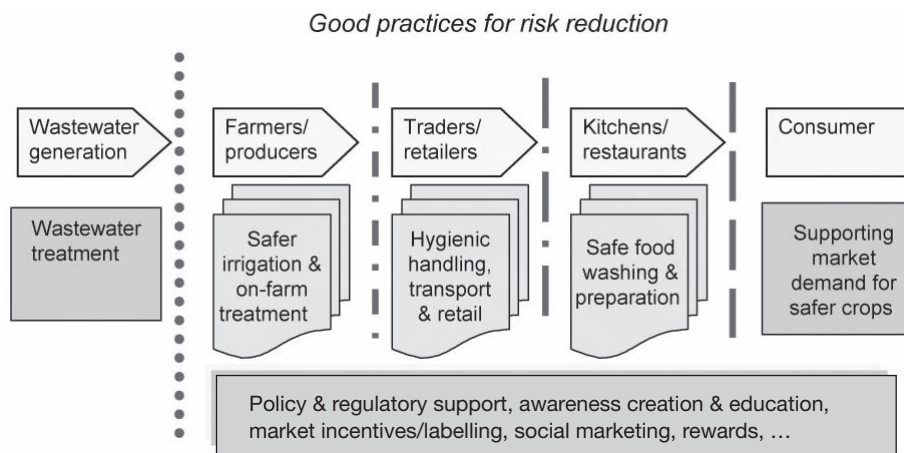 Good practices for risk reduction
Wastewater
generation
Farmers/
producers
Traders/
retailers
Kitchens/
restaurants
Consumer
Wastewater
treatment
Safer
irrigation &
on-farm
treatment
Hygienic
handling,
transport
& retail
Safe food
washing &
preparation
Supporting
market
demand for
safer crops
Policy & regulatory support, awareness creation & education,
market incentives/labelling, social marketing, rewards, …